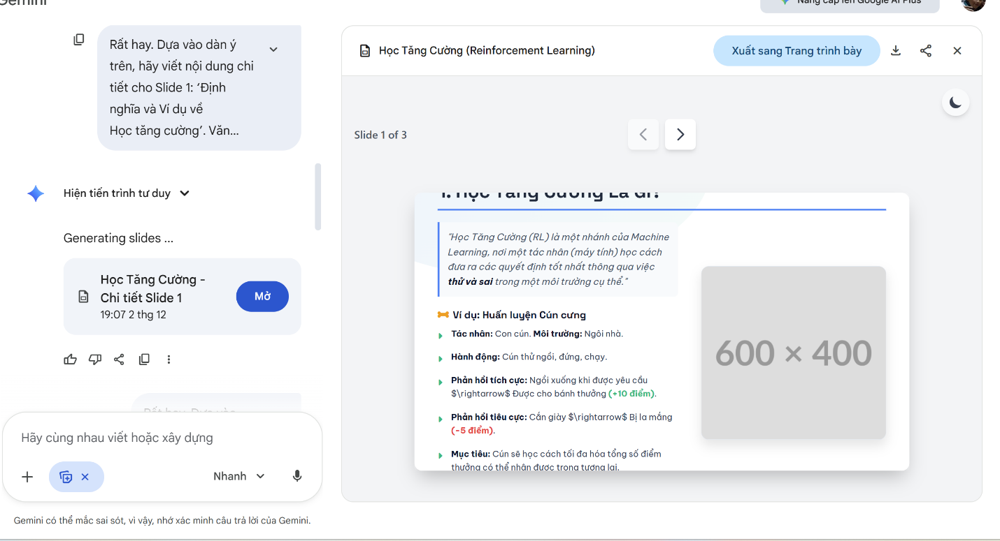 Gemini
Nâng cấp lên Google AI Plus
Rất hay. Dựa vào dàn ý
trên, hãy viết nội dung chi
tiết cho Slide 1: ‘Định
nghĩa và Ví dụ về
Học tăng cường’. Văn...
Hiện tiến trình tư duy
Generating slides ...
Học Tăng Cường -
Chi tiết Slide 1
19:07 2 thg 12
Mở
Rất hay. Dựa vào
Hãy cùng nhau viết hoặc xây dựng
Nhanh
Gemini có thể mắc sai sót, vì vậy, nhớ xác minh câu trả lời của Gemini.
Học Tăng Cường (Reinforcement Learning)
Xuất sang Trang trình bày
Slide 1 of 3
1. Học Tăng Cường Là Gì?
"Học Tăng Cường (RL) là một nhánh của Machine
Learning, nơi một tác nhân (máy tính) học cách
đưa ra các quyết định tốt nhất thông qua việc
thử và sai trong một môi trường cụ thể."
Ví dụ: Huấn luyện Cún cưng
Tác nhân: Con cún. Môi trường: Ngôi nhà.
Hành động: Cún thử ngồi, đứng, chạy.
Phản hồi tích cực: Ngồi xuống khi được yêu cầu
$\rightarrow$ Được cho bánh thưởng (+10 điểm).
Phản hồi tiêu cực: Cắn giày $\rightarrow$ Bị la mắng
(-5 điểm).
Mục tiêu: Cún sẽ học cách tối đa hóa tổng số điểm
thưởng có thể nhận được trong tương lai.
600 × 400